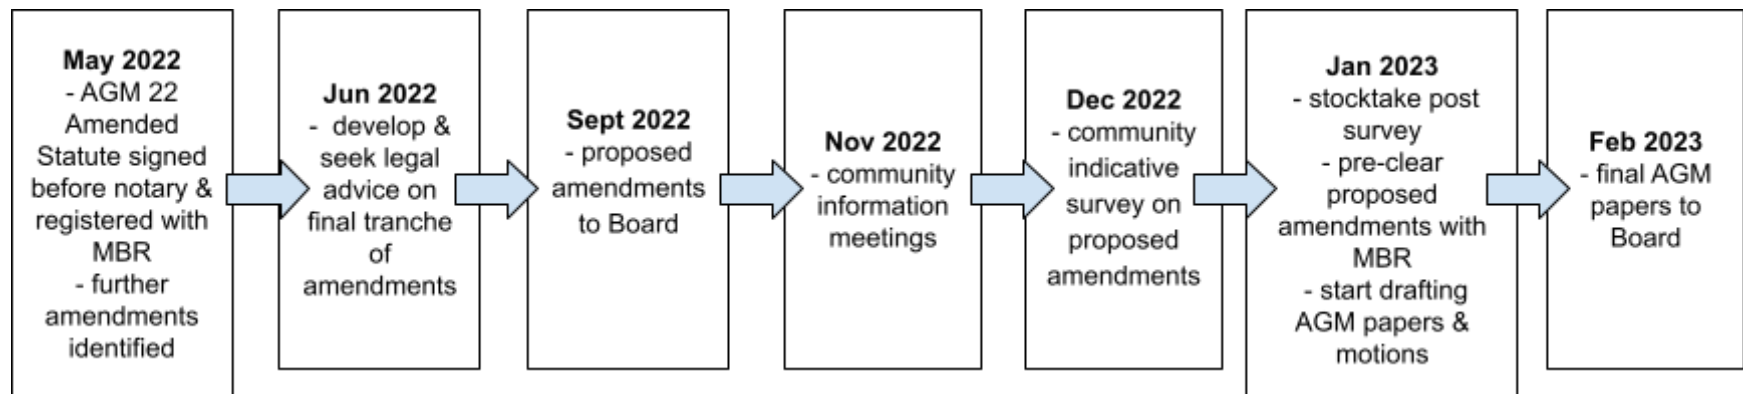 May 2022
- AGM 22
Amended
Statute signed
before notary &
registered with
MBR
- further
amendments
identified
Jun 2022
- develop &
seek legal
advice on
final tranche
of
amendments
Sept 2022
- proposed
amendments
to Board
Nov 2022
- community
information
meetings
Dec 2022
- community
indicative
survey on
proposed
amendments
Jan 2023
- stocktake post
survey
- pre-clear
proposed
amendments with
MBR
- start drafting
AGM papers &
motions
Feb 2023
- final AGM
papers to
Board